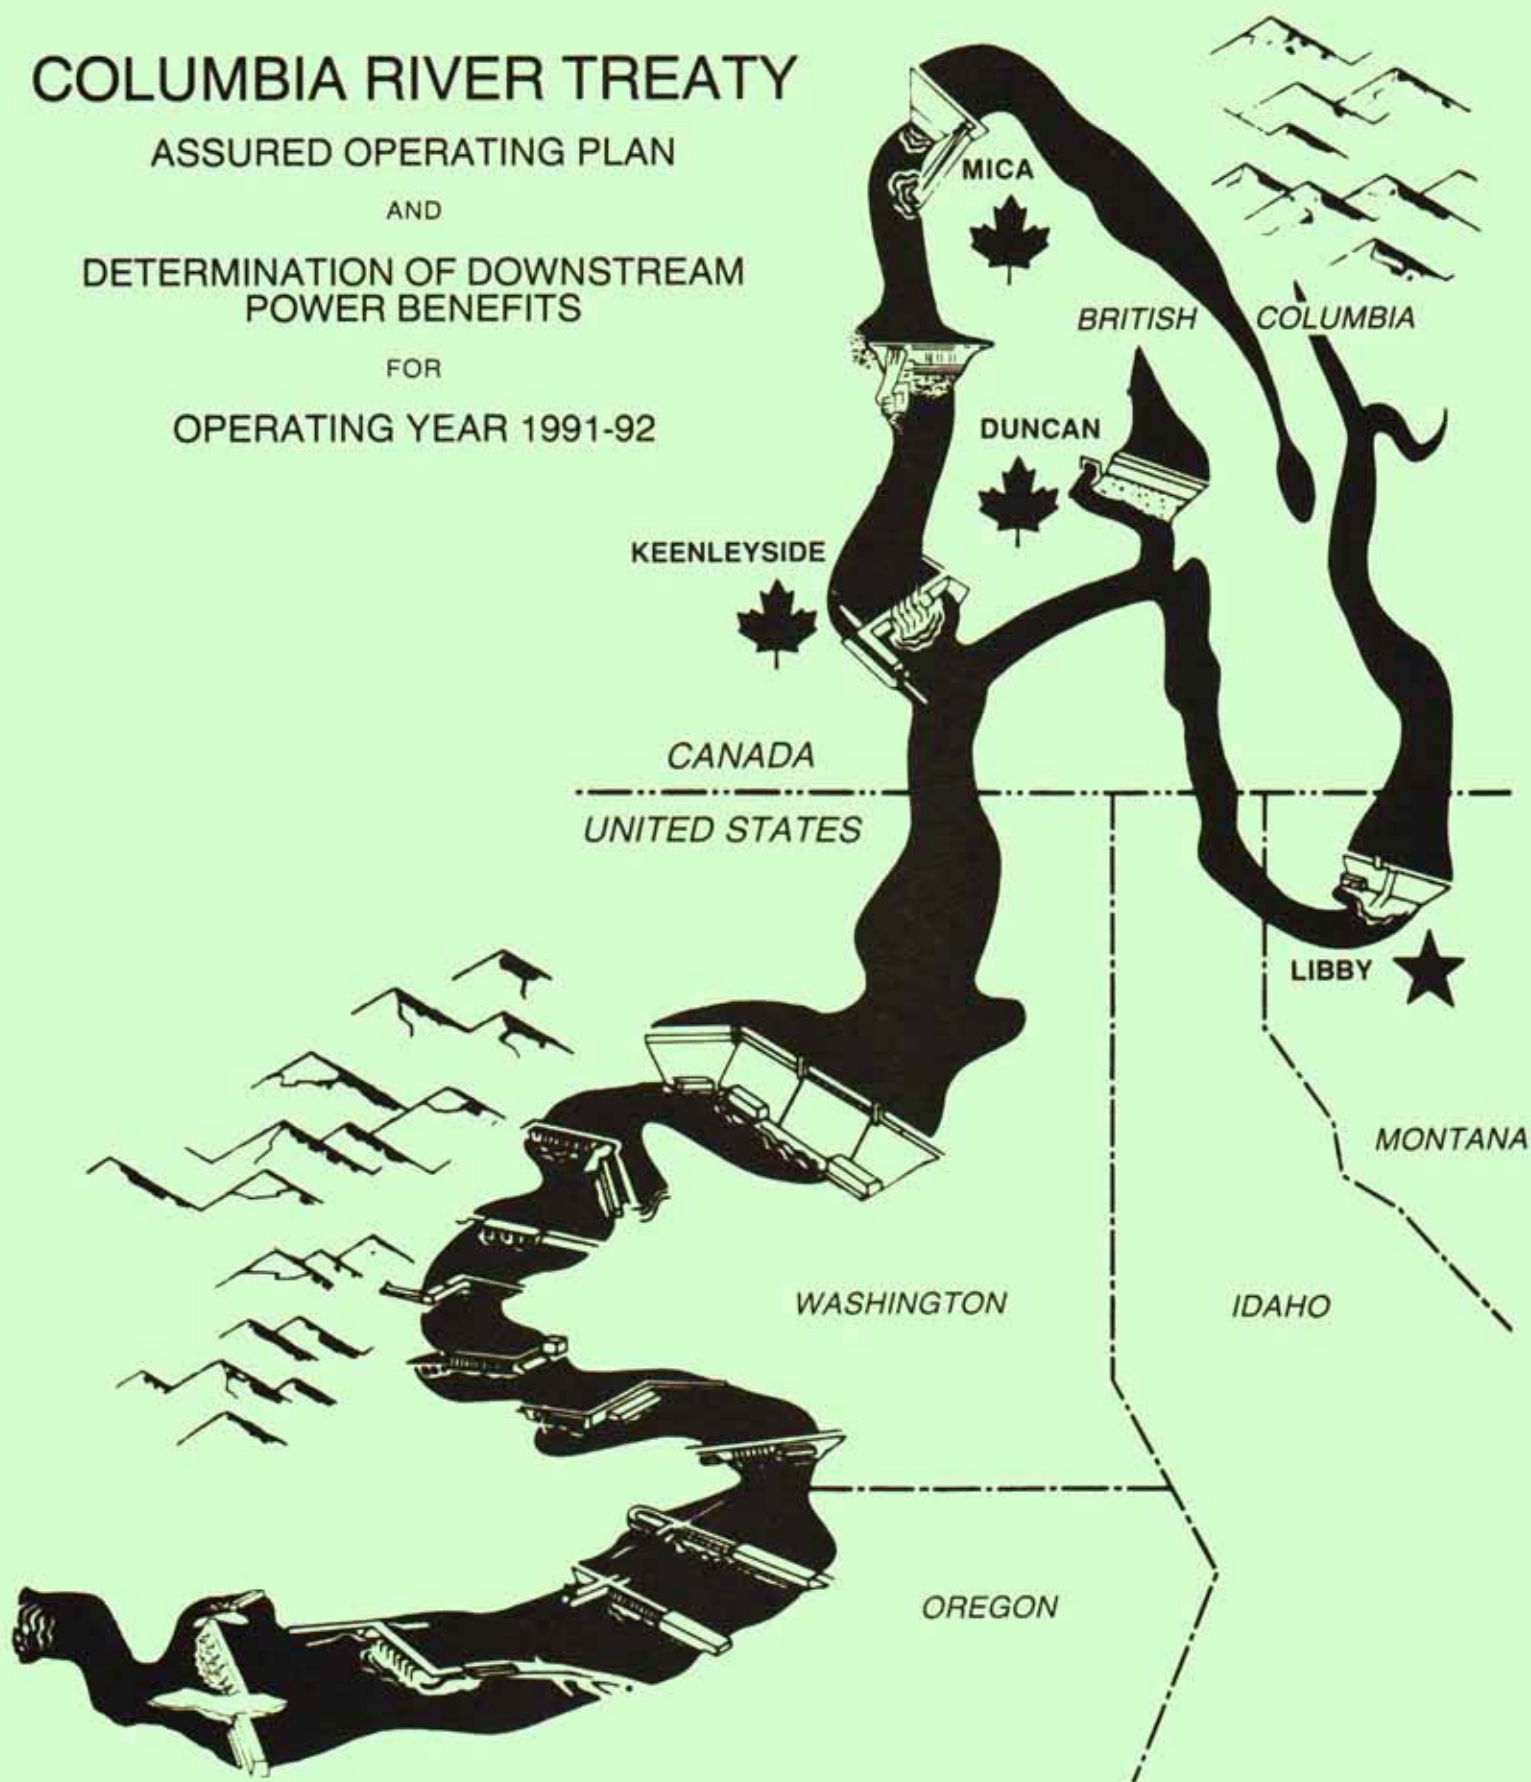 COLUMBIA RIVER TREATY
ASSURED OPERATING PLAN
AND
DETERMINATION OF DOWNSTREAM
POWER BENEFITS
FOR
OPERATING YEAR 1991-92
MICA
BRITISH COLUMBIA
DUNCAN
KEENLEYSIDE
CANADA
UNITED STATES
LIBBY
MONTANA
WASHINGTON
IDAHO
OREGON